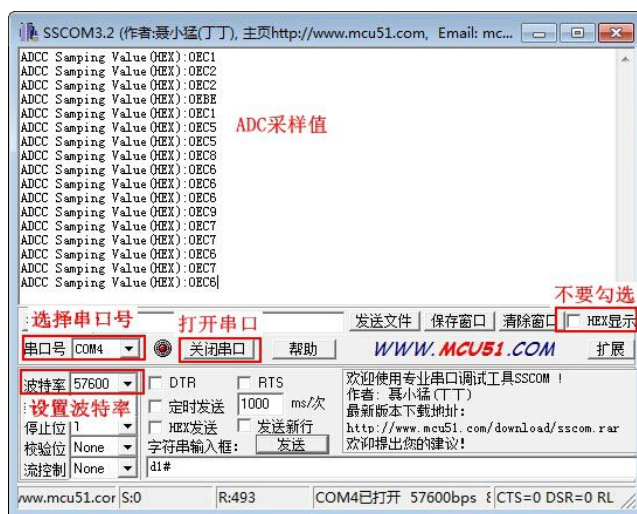 SSCOM3.2 (作者:聂小猛(丁丁), 主页http://www.mcu51.com, Email: mc...
ADCC Samping Value(HEX):0EC1
ADCC Samping Value(HEX):0EC2
ADCC Samping Value(HEX):0EC2
ADCC Samping Value(HEX):0EBE
ADCC Samping Value(HEX):0EC1
ADCC Samping Value(HEX):0EC5
ADCC Samping Value(HEX):0EC5
ADCC Samping Value(HEX):0EC8
ADCC Samping Value(HEX):0EC6
ADCC Samping Value(HEX):0EC6
ADCC Samping Value(HEX):0EC6
ADCC Samping Value(HEX):0EC9
ADCC Samping Value(HEX):0EC7
ADCC Samping Value(HEX):0EC7
ADCC Samping Value(HEX):0EC6
ADCC Samping Value(HEX):0EC7
ADCC Samping Value(HEX):0EC6
ADC采样值
不要勾选
选择串口号 打开串口 发送文件 保存窗口 清除窗口 HEX显示
串口号 COM4 关闭串口 帮助 WWW.MCU51.COM 扩展
波特率 57600 DTR RTS
设置波特率 定时发送 1000 ms/次
停止位 1 HEX发送 发送新行
校验位 None 字符串输入框: 发送
流控制 None d1#
欢迎使用专业串口调试工具SSCOM !
作者: 聂小猛(丁丁)
最新版本下载地址:
http://www.mcu51.com/download/sscom.rar
欢迎提出您的建议!
www.mcu51.cor S:0 R:493 COM4已打开 57600bps CTS=0 DSR=0 RL